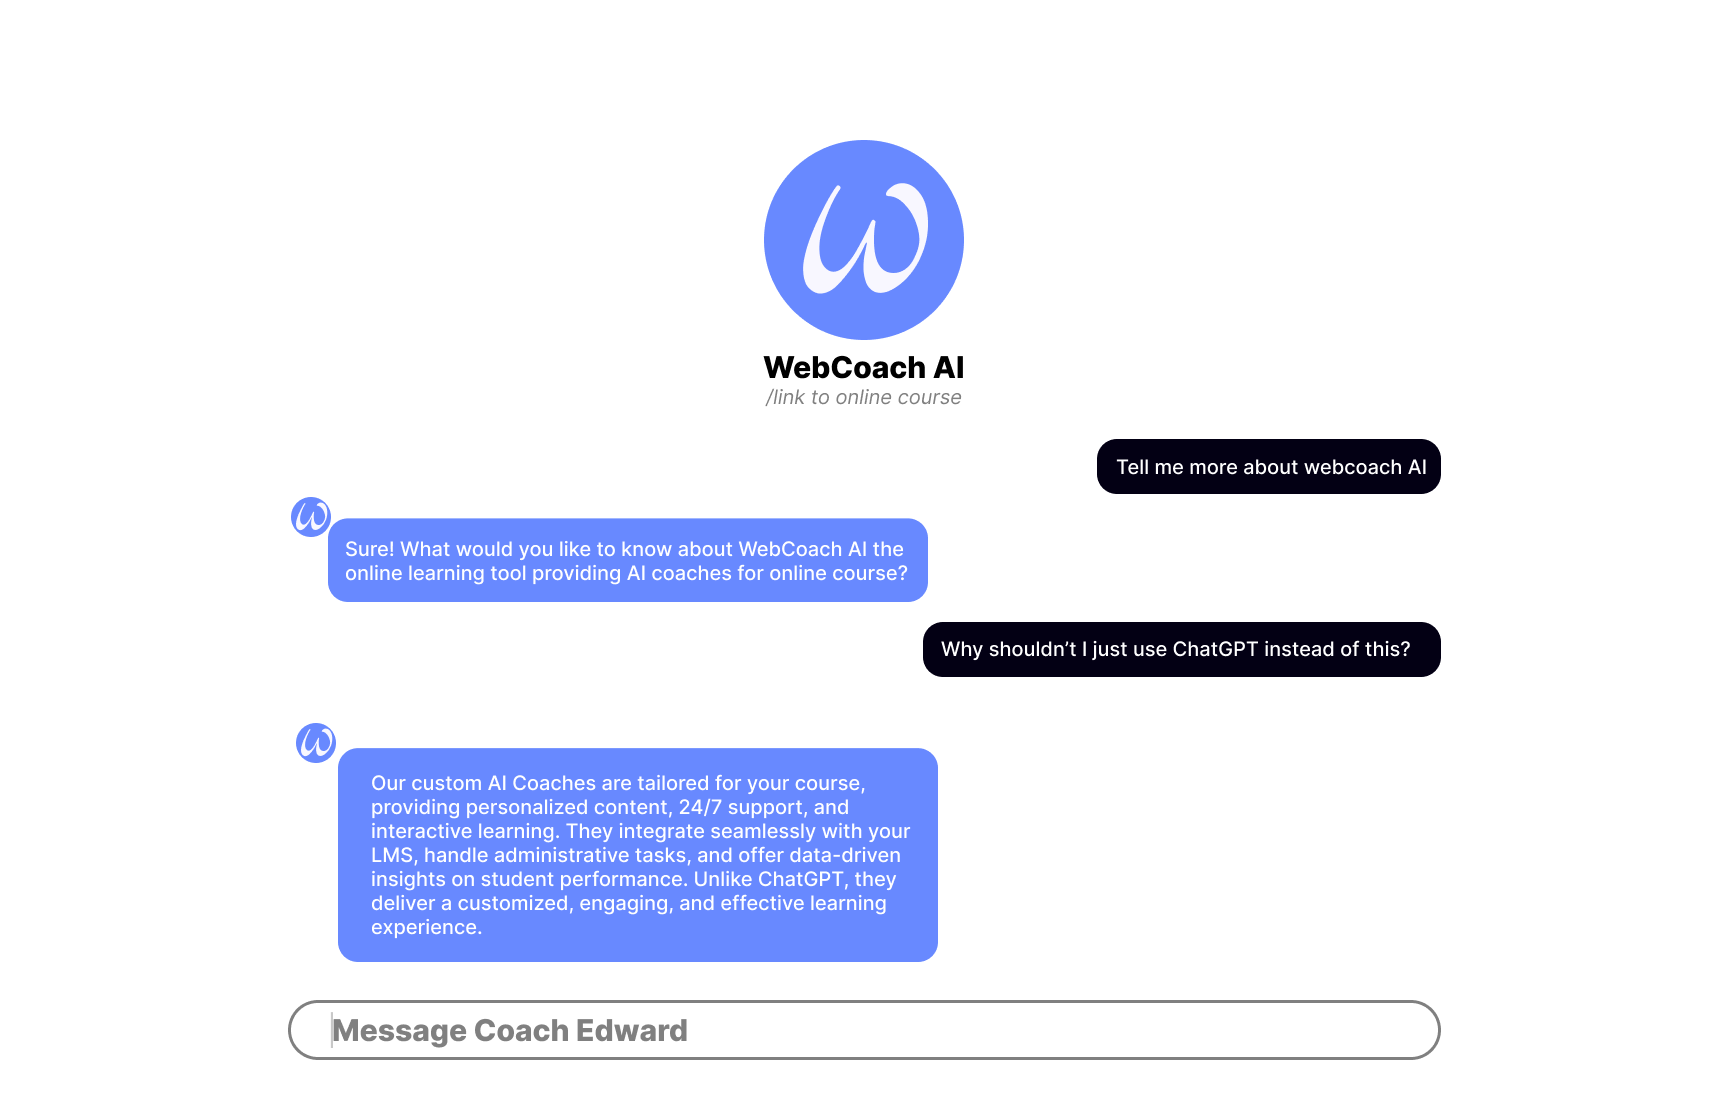 W
WebCoach AI
/link to online course
Tell me more about webcoach AI
W
Sure! What would you like to know about WebCoach AI the
online learning tool providing AI coaches for online course?
Why shouldn’t I just use ChatGPT instead of this?
W
Our custom AI Coaches are tailored for your course,
providing personalized content, 24/7 support, and
interactive learning. They integrate seamlessly with your
LMS, handle administrative tasks, and offer data-driven
insights on student performance. Unlike ChatGPT, they
deliver a customized, engaging, and effective learning
experience.
Message Coach Edward